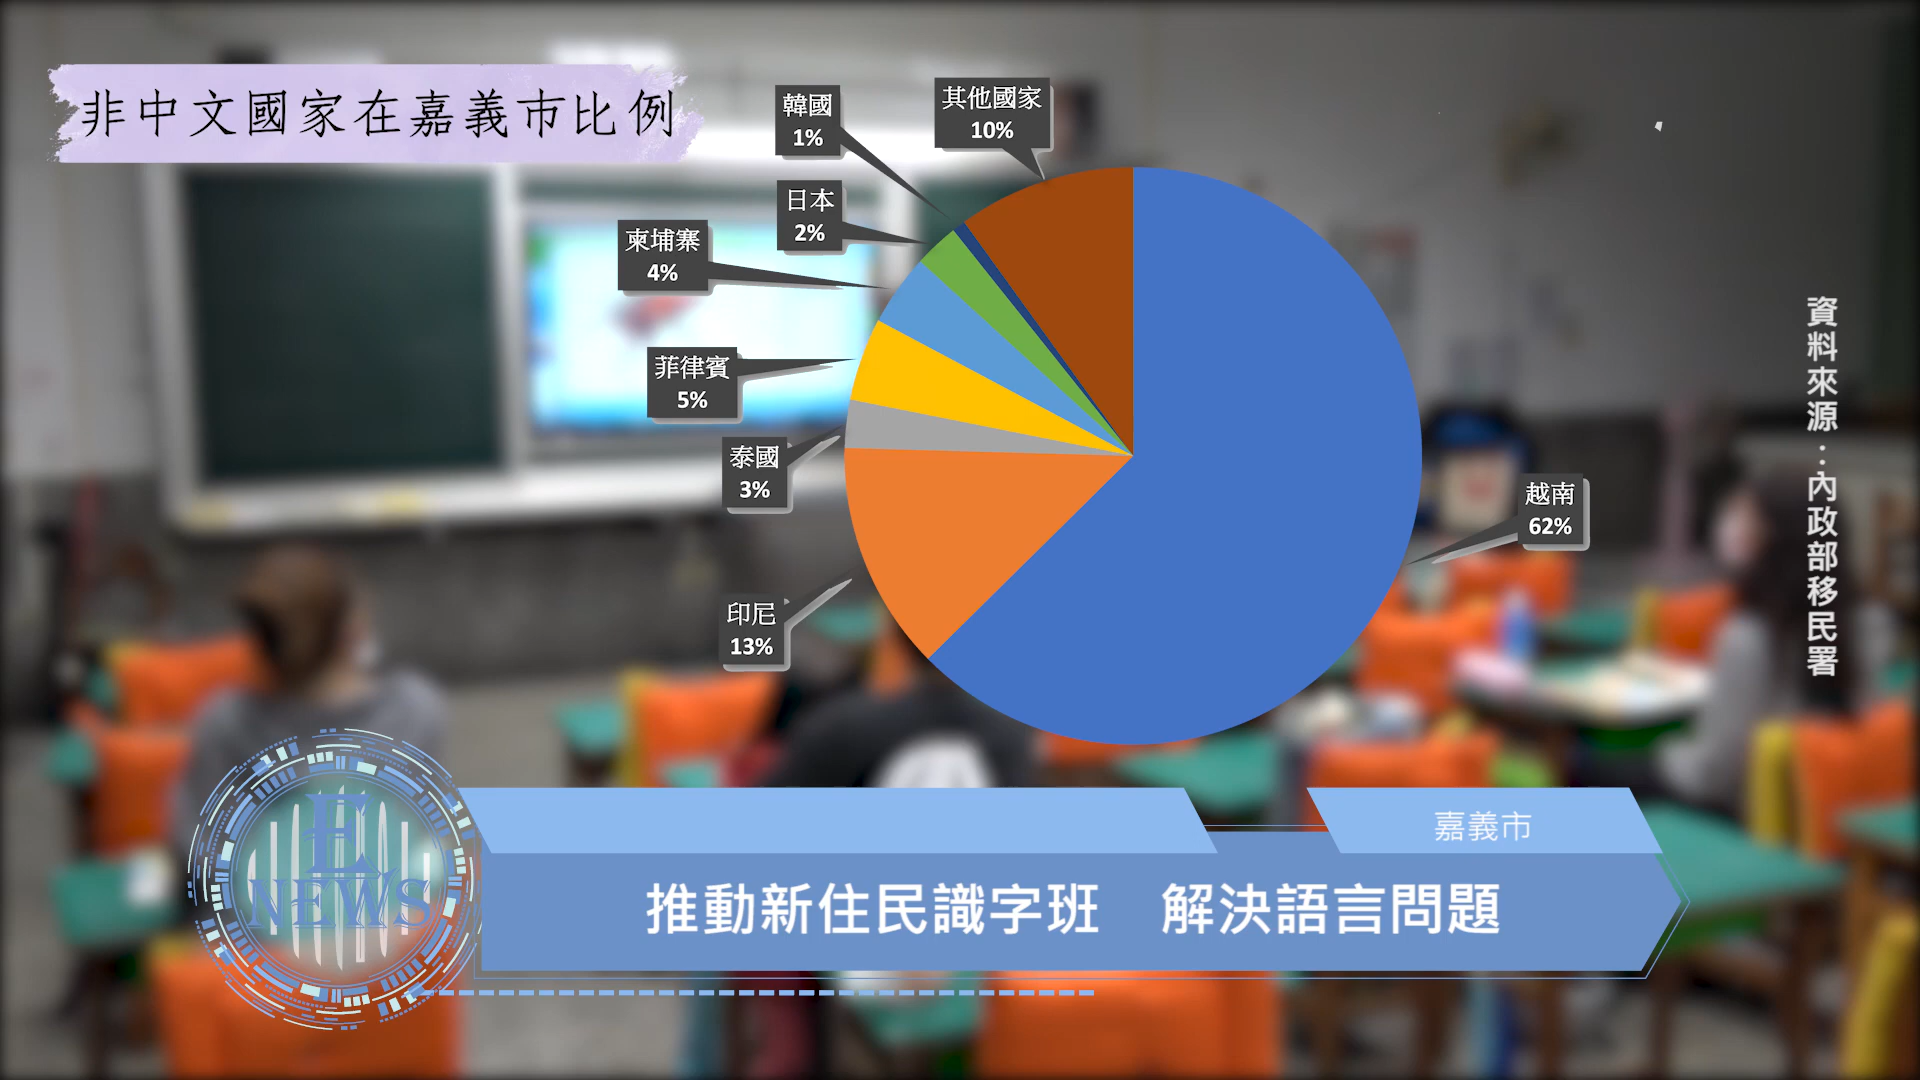 非中文國家在嘉義市比例
韓國
1%
其他國家
10%
日本
2%
柬埔寨
4%
菲律賓
5%
泰國
3%
印尼
13%
越南
62%
資料來源：內政部移民署
E
NEWS
嘉義市
推動新住民識字班 解決語言問題